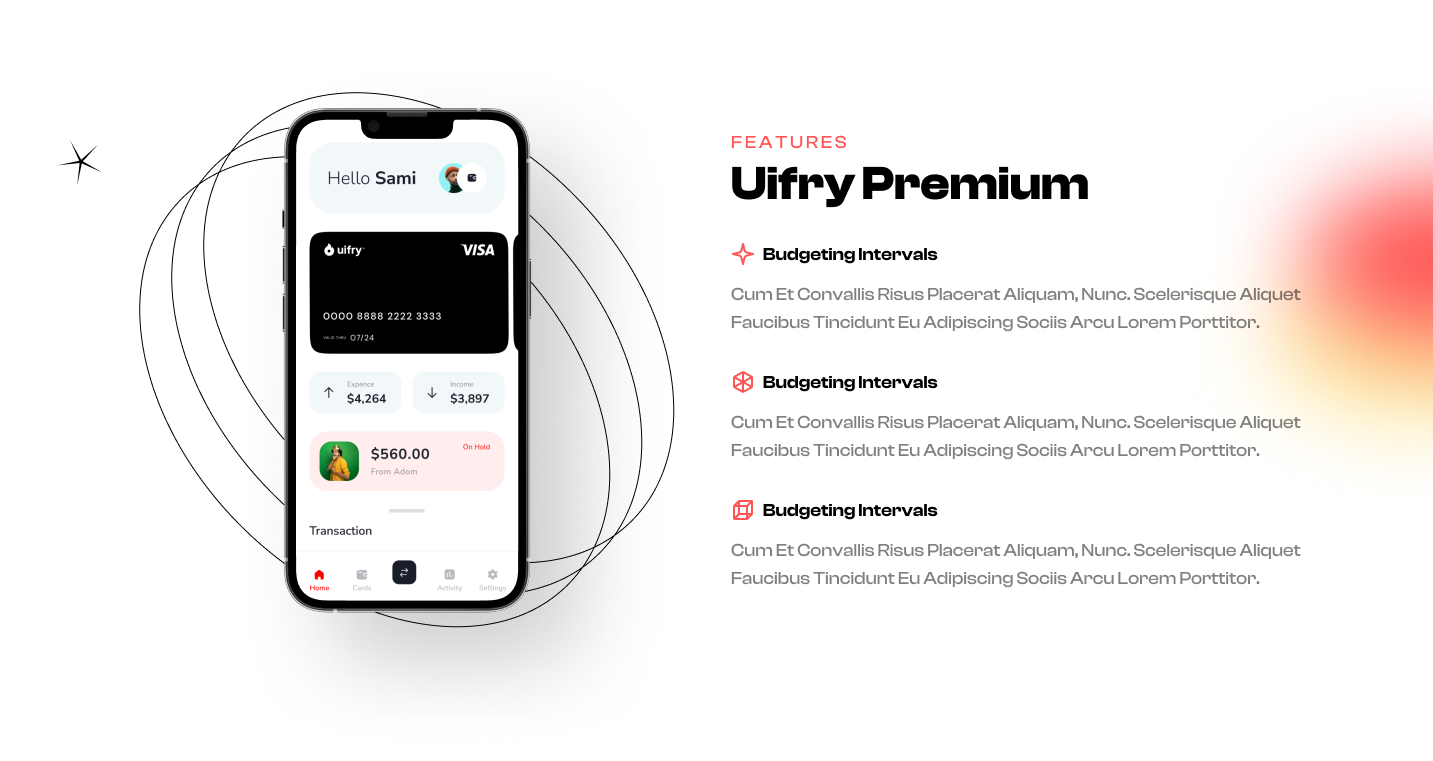 Hello Sami
uifry
VISA
0000 8888 2222 3333
VALID THRU 07/24
Expence
$4,264
Income
$3,897
$560.00
On Hold
From Adom
Transaction
Home
Cards
Activity
Settings
FEATURES
Uifry Premium
Budgeting Intervals
Cum Et Convallis Risus Placerat Aliquam, Nunc. Scelerisque Aliquet
Faucibus Tincidunt Eu Adipiscing Sociis Arcu Lorem Porttitor.
Budgeting Intervals
Cum Et Convallis Risus Placerat Aliquam, Nunc. Scelerisque Aliquet
Faucibus Tincidunt Eu Adipiscing Sociis Arcu Lorem Porttitor.
Budgeting Intervals
Cum Et Convallis Risus Placerat Aliquam, Nunc. Scelerisque Aliquet
Faucibus Tincidunt Eu Adipiscing Sociis Arcu Lorem Porttitor.